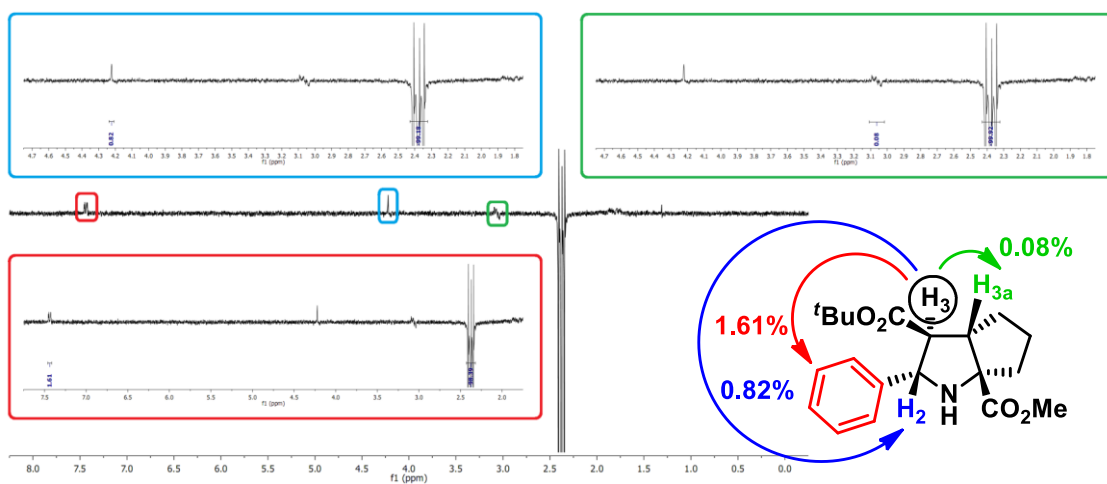 0.82
-99.18
4.7 4.6 4.5 4.4 4.3 4.2 4.1 4.0 3.9 3.8 3.7 3.6 3.5 3.4 3.3 3.2 3.1 3.0 2.9 2.8 2.7 2.6 2.5 2.4 2.3 2.2 2.1 2.0 1.9 1.8
f1 (ppm)
0.08
-99.92
4.7 4.6 4.5 4.4 4.3 4.2 4.1 4.0 3.9 3.8 3.7 3.6 3.5 3.4 3.3 3.2 3.1 3.0 2.9 2.8 2.7 2.6 2.5 2.4 2.3 2.2 2.1 2.0 1.9 1.8
f1 (ppm)
1.61
-98.39
7.5 7.0 6.5 6.0 5.5 5.0 4.5 4.0 3.5 3.0 2.5 2.0
f1 (ppm)
0.08%
H3
H3a
tBuO2C
1.61%
0.82%
H2
N
H
CO2Me
8.0 7.5 7.0 6.5 6.0 5.5 5.0 4.5 4.0 3.5 3.0 2.5 2.0 1.5 1.0 0.5 0.0
f1 (ppm)